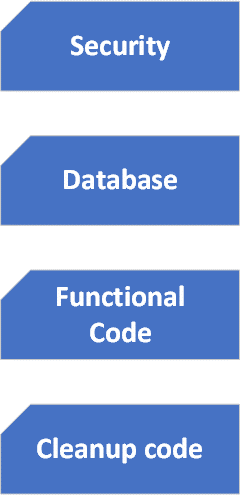 Security
Database
Functional
Code
Cleanup code